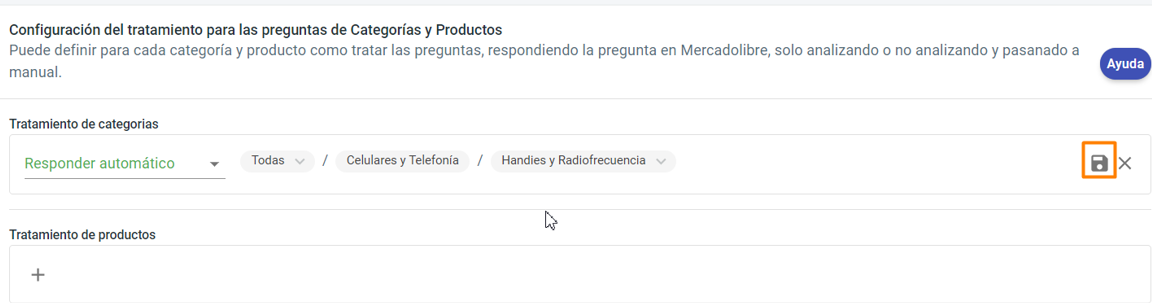 Configuración del tratamiento para las preguntas de Categorías y Productos
Puede definir para cada categoría y producto como tratar las preguntas, respondiendo la pregunta en Mercadolibre, solo analizando o no analizando y pasanado a
manual.
Ayuda
Tratamiento de categorias
Responder automático Todas / Celulares y Telefonía / Handies y Radiofrecuencia
Tratamiento de productos